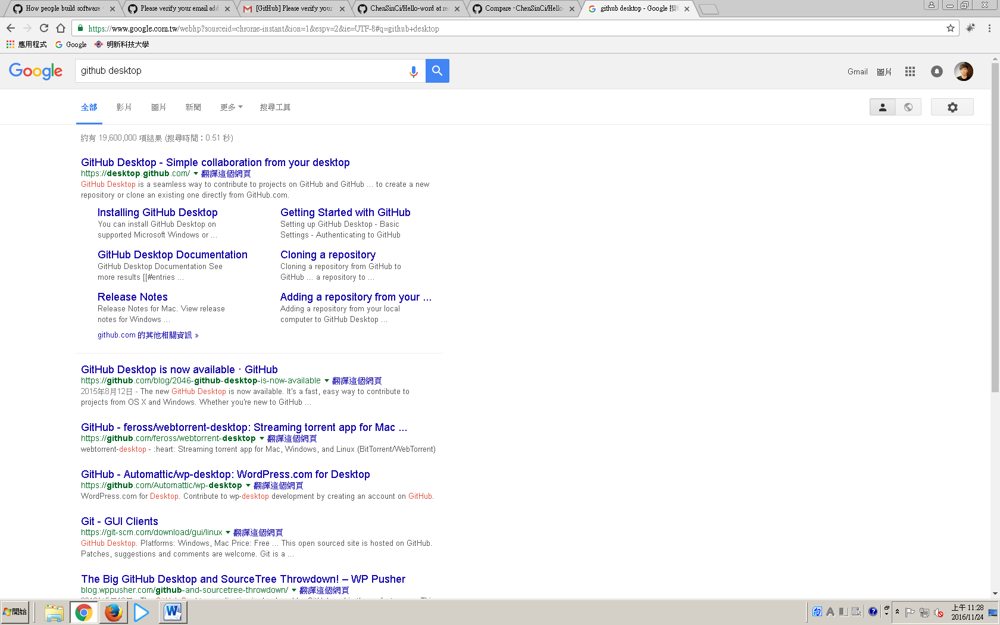 How people build software ·
Please verify your email add
[GitHub] Please verify your
ChenSinCi/Hello-word at re
Compare · ChenSinCi/Hello
github desktop - Google 搜
https://www.google.com.tw/webhp?sourceid=chrome-instant&ion=1&espv=2&ie=UTF-8#q=github+desktop
應用程式 Google 明新科技大學
Google
github desktop
Gmail 圖片
全部 影片 圖片 新聞 更多 搜尋工具
約有 19,600,000 項結果 (搜尋時間：0.51 秒)
GitHub Desktop - Simple collaboration from your desktop
https://desktop.github.com/ 翻譯這個網頁
GitHub Desktop is a seamless way to contribute to projects on GitHub and GitHub ... to create a new
repository or clone an existing one directly from GitHub.com.
Installing GitHub Desktop
You can install GitHub Desktop on
supported Microsoft Windows or ...
Getting Started with GitHub
Setting up GitHub Desktop - Basic
Settings - Authenticating to GitHub
GitHub Desktop Documentation
GitHub Desktop Documentation See
more results [[#entries ...
Cloning a repository
Cloning a repository from GitHub to
GitHub ... a repository to ...
Release Notes
Release Notes for Mac. View release
notes for Windows ...
Adding a repository from your ...
Adding a repository from your local
computer to GitHub Desktop ...
github.com 的其他相關資訊 »
GitHub Desktop is now available · GitHub
https://github.com/blog/2046-github-desktop-is-now-available 翻譯這個網頁
2015年8月12日 - The new GitHub Desktop is now available. It's a fast, easy way to contribute to
projects from OS X and Windows. Whether you're new to GitHub ...
GitHub - feross/webtorrent-desktop: Streaming torrent app for Mac ...
https://github.com/feross/webtorrent-desktop 翻譯這個網頁
webtorrent-desktop - :heart: Streaming torrent app for Mac, Windows, and Linux (BitTorrent/WebTorrent)
GitHub - Automattic/wp-desktop: WordPress.com for Desktop
https://github.com/Automattic/wp-desktop 翻譯這個網頁
WordPress.com for Desktop. Contribute to wp-desktop development by creating an account on GitHub.
Git - GUI Clients
https://git-scm.com/download/gui/linux 翻譯這個網頁
GitHub Desktop. Platforms: Windows, Mac Price: Free ... This open sourced site is hosted on GitHub.
Patches, suggestions and comments are welcome. Git is a ...
The Big GitHub Desktop and SourceTree Throwdown! – WP Pusher
blog.wppusher.com/github-and-sourcetree-throwdown/ 翻譯這個網頁
開始
上午 11:28
2016/11/24